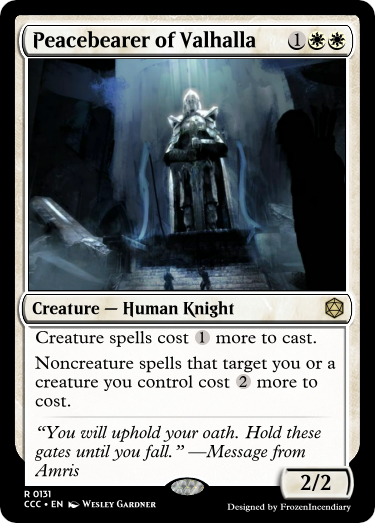 Peacebearer of Valhalla 1
Creature — Human Knight
Creature spells cost 1 more to cast.
Noncreature spells that target you or a
creature you control cost 2 more to
cost.
“You will uphold your oath. Hold these
gates until you fall.” —Message from
Amris
2/2
R 0131
CCC • EN Wesley Gardner
Designed by FrozenIncendiary